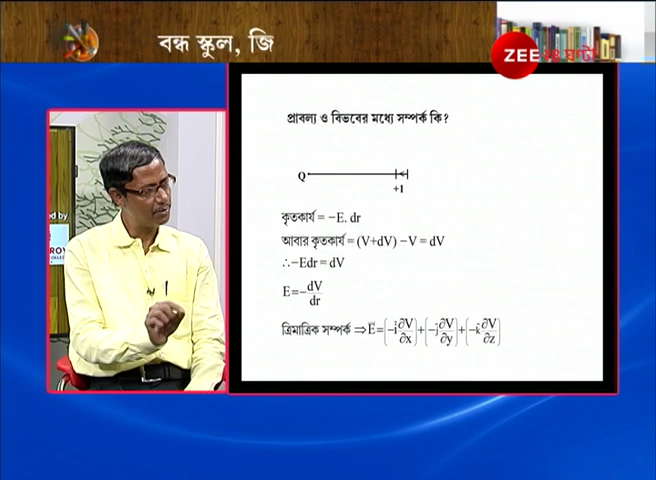 বন্ধ স্কুল, জি
ZEE ২৪ ঘণ্টা
প্রাবল্য ও বিভবের মধ্যে সম্পর্ক কি?
Q
+1
কৃতকার্য = −E. dr
আবার কৃতকার্য = (V+dV) −V = dV
∴−Edr = dV
E=−dV/dr
ত্রিমাত্রিক সম্পর্ক ⇒ E⃗ = (−î ∂V/∂x) + (−ĵ ∂V/∂y) + (−k̂ ∂V/∂z)